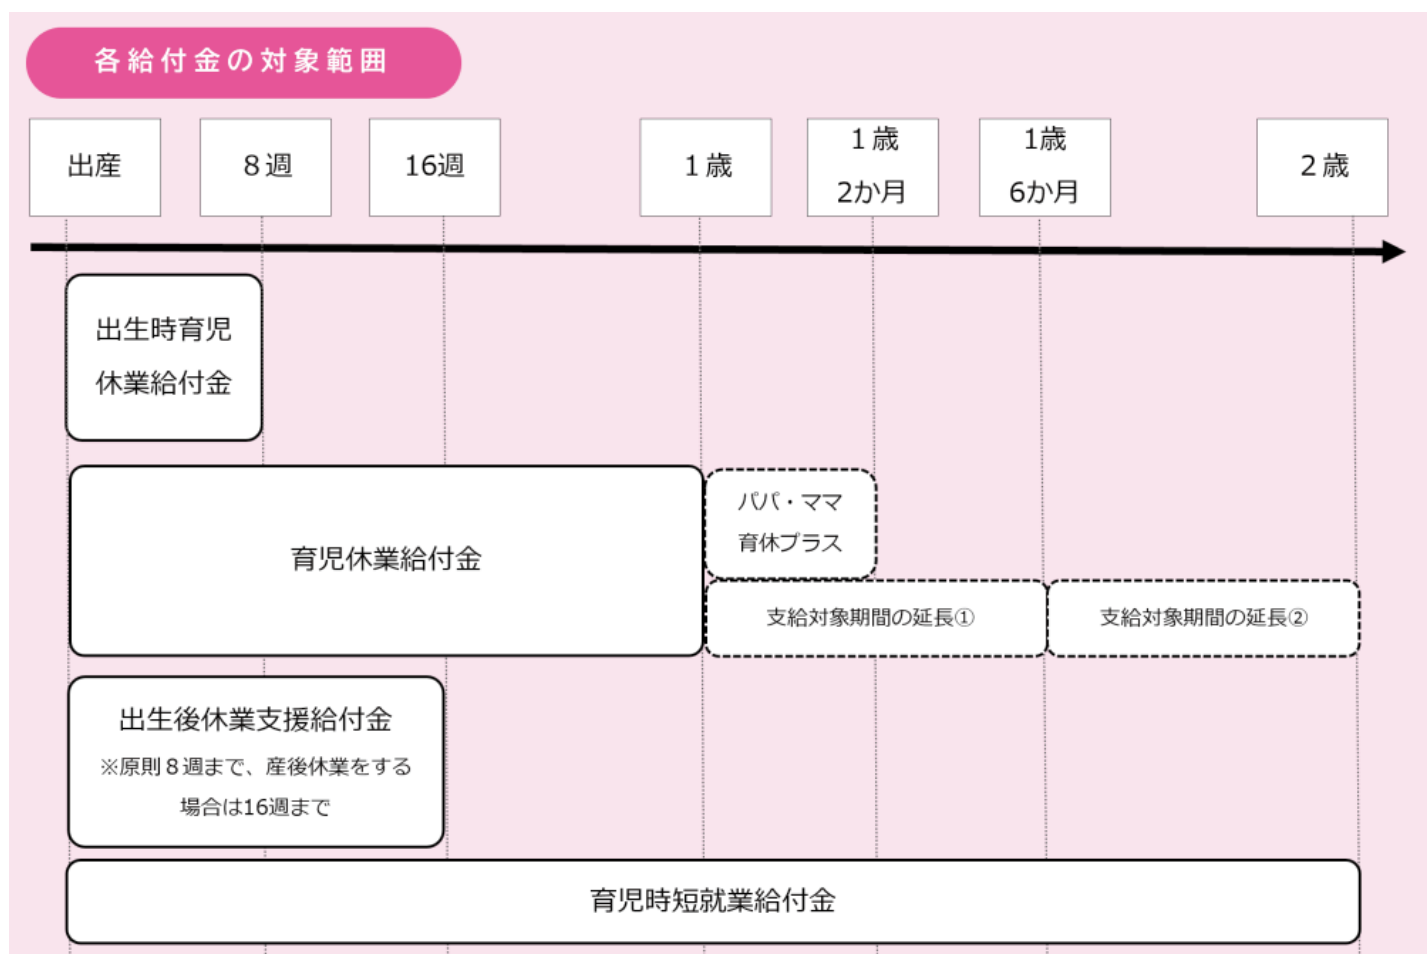 各給付金の対象範囲
出産
８週
16週
１歳
１歳
2か月
1歳
6か月
２歳
出生時育児
休業給付金
育児休業給付金
パパ・ママ
育休プラス
支給対象期間の延長①
支給対象期間の延長②
出生後休業支援給付金
※原則８週まで、産後休業をする
場合は16週まで
育児時短就業給付金